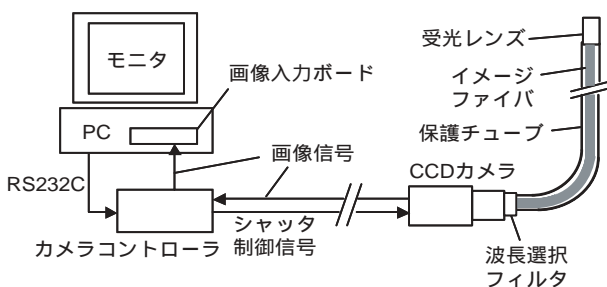 モニタ
画像入力ボード
PC
画像信号
RS232C
カメラコントローラ
シャッタ
制御信号
CCDカメラ
受光レンズ
イメージ
ファイバ
保護チューブ
波長選択
フィルタ